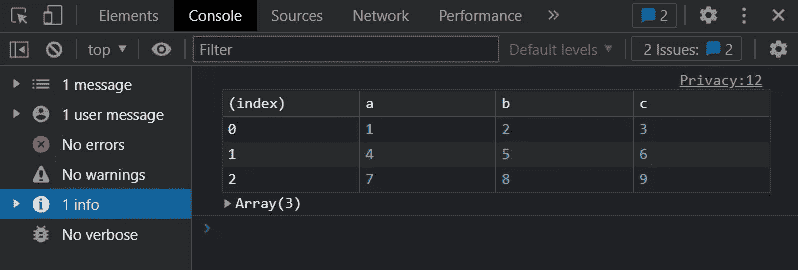 Elements Console Sources Network Performance 2
top Filter Default levels 2 Issues: 2
1 message
1 user message
No errors
No warnings
1 info
No verbose
Privacy:12
(index) a b c
0 1 2 3
1 4 5 6
2 7 8 9
Array(3)